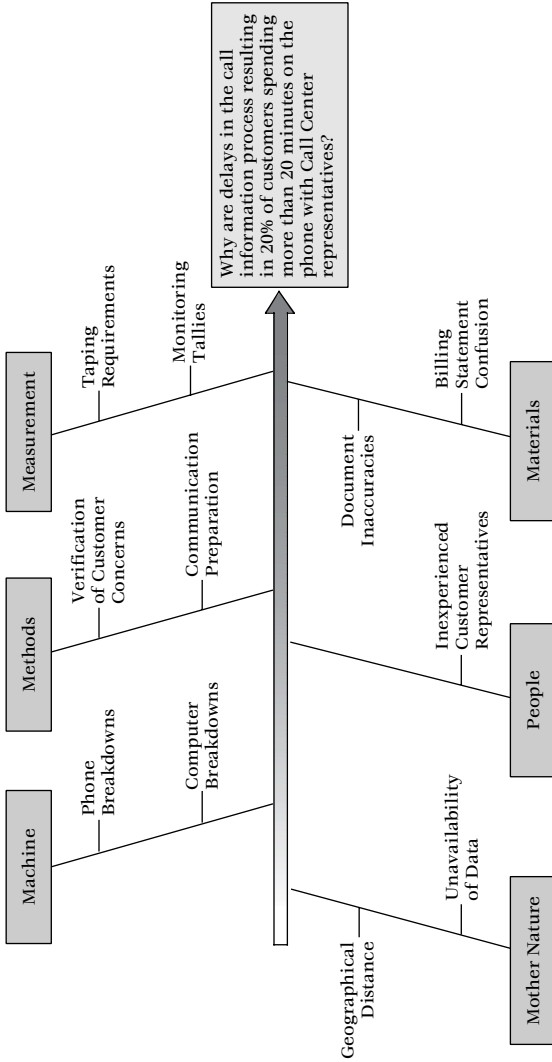 Measurement
Methods
Machine
Taping
Requirements
Monitoring
Tallies
Verification
of Customer
Concerns
Communication
Preparation
Phone
Breakdowns
Computer
Breakdowns
Why are delays in the call
information process resulting
in 20% of customers spending
more than 20 minutes on the
phone with Call Center
representatives?
Geographical
Distance
Unavailability
of Data
Inexperienced
Customer
Representatives
Document
Inaccuracies
Billing
Statement
Confusion
Mother Nature
People
Materials